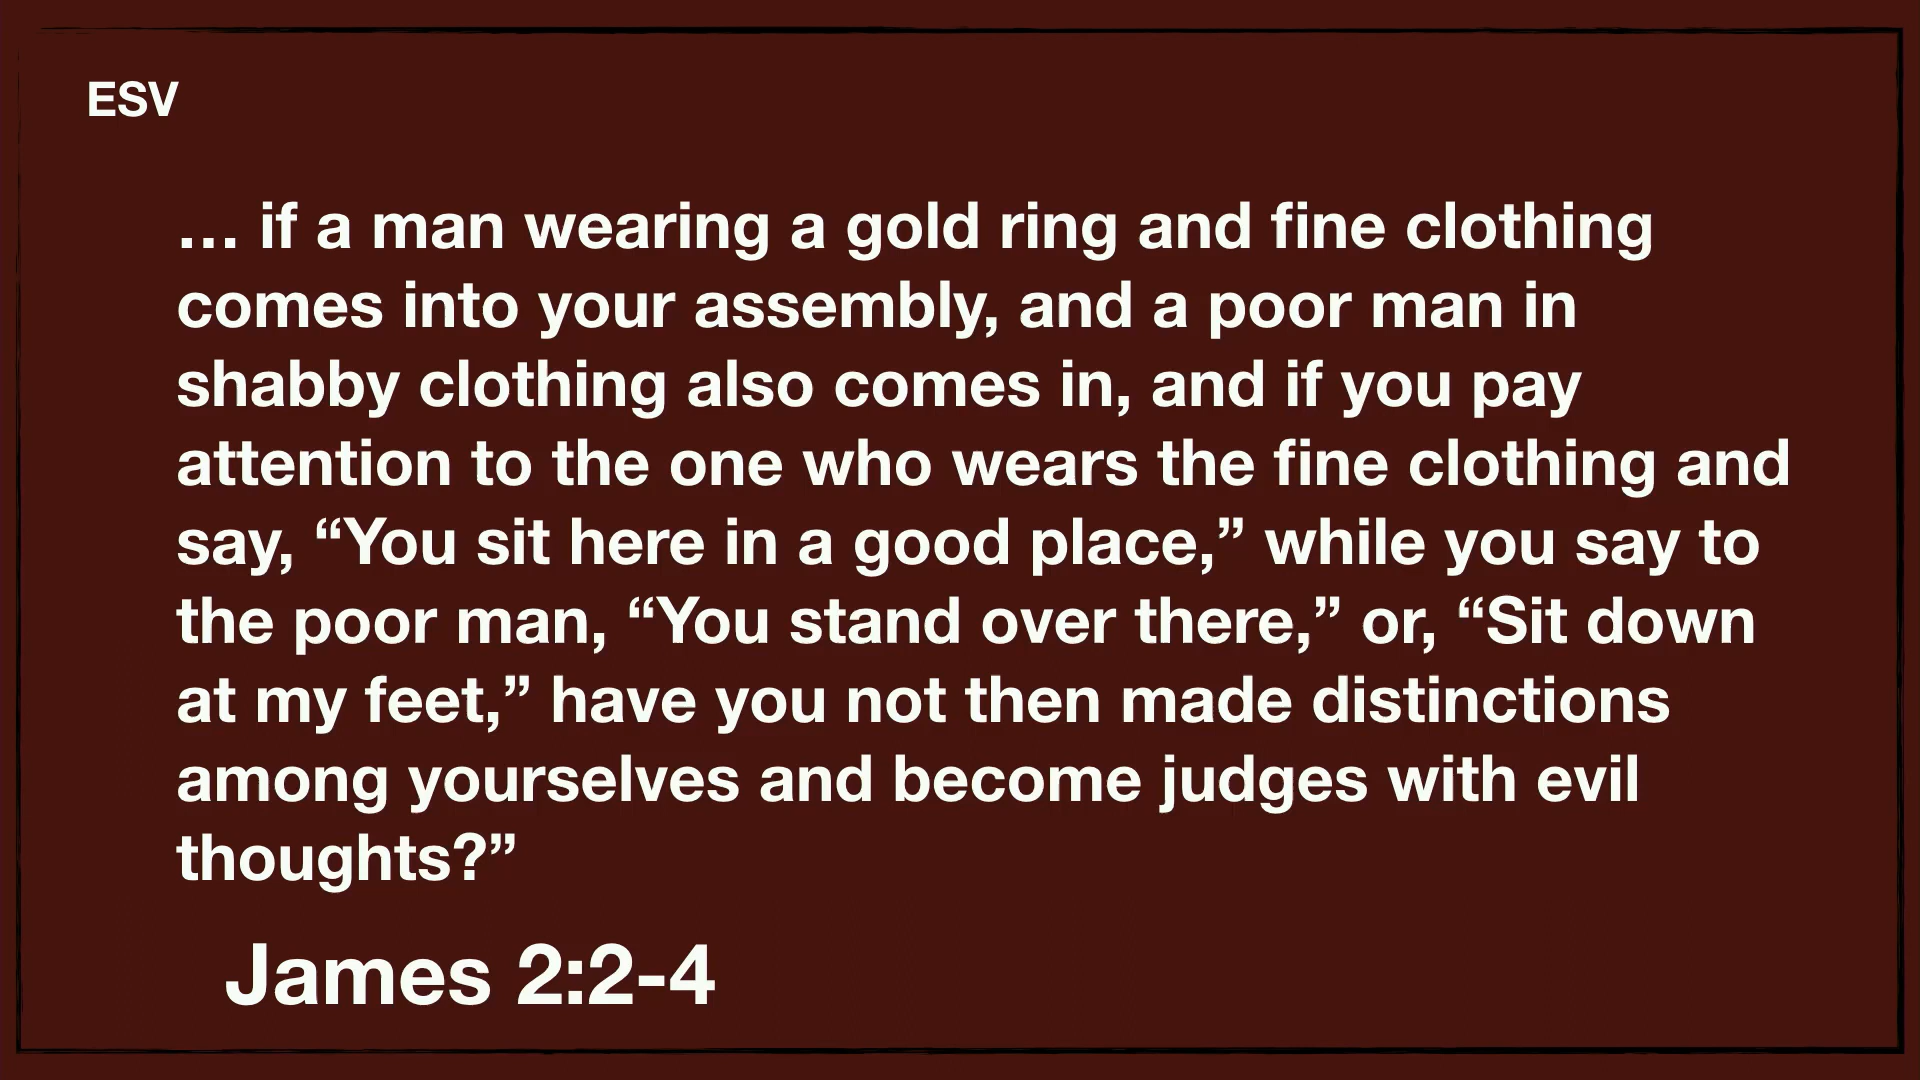 ESV
… if a man wearing a gold ring and fine clothing
comes into your assembly, and a poor man in
shabby clothing also comes in, and if you pay
attention to the one who wears the fine clothing and
say, “You sit here in a good place,” while you say to
the poor man, “You stand over there,” or, “Sit down
at my feet,” have you not then made distinctions
among yourselves and become judges with evil
thoughts?”
James 2:2-4